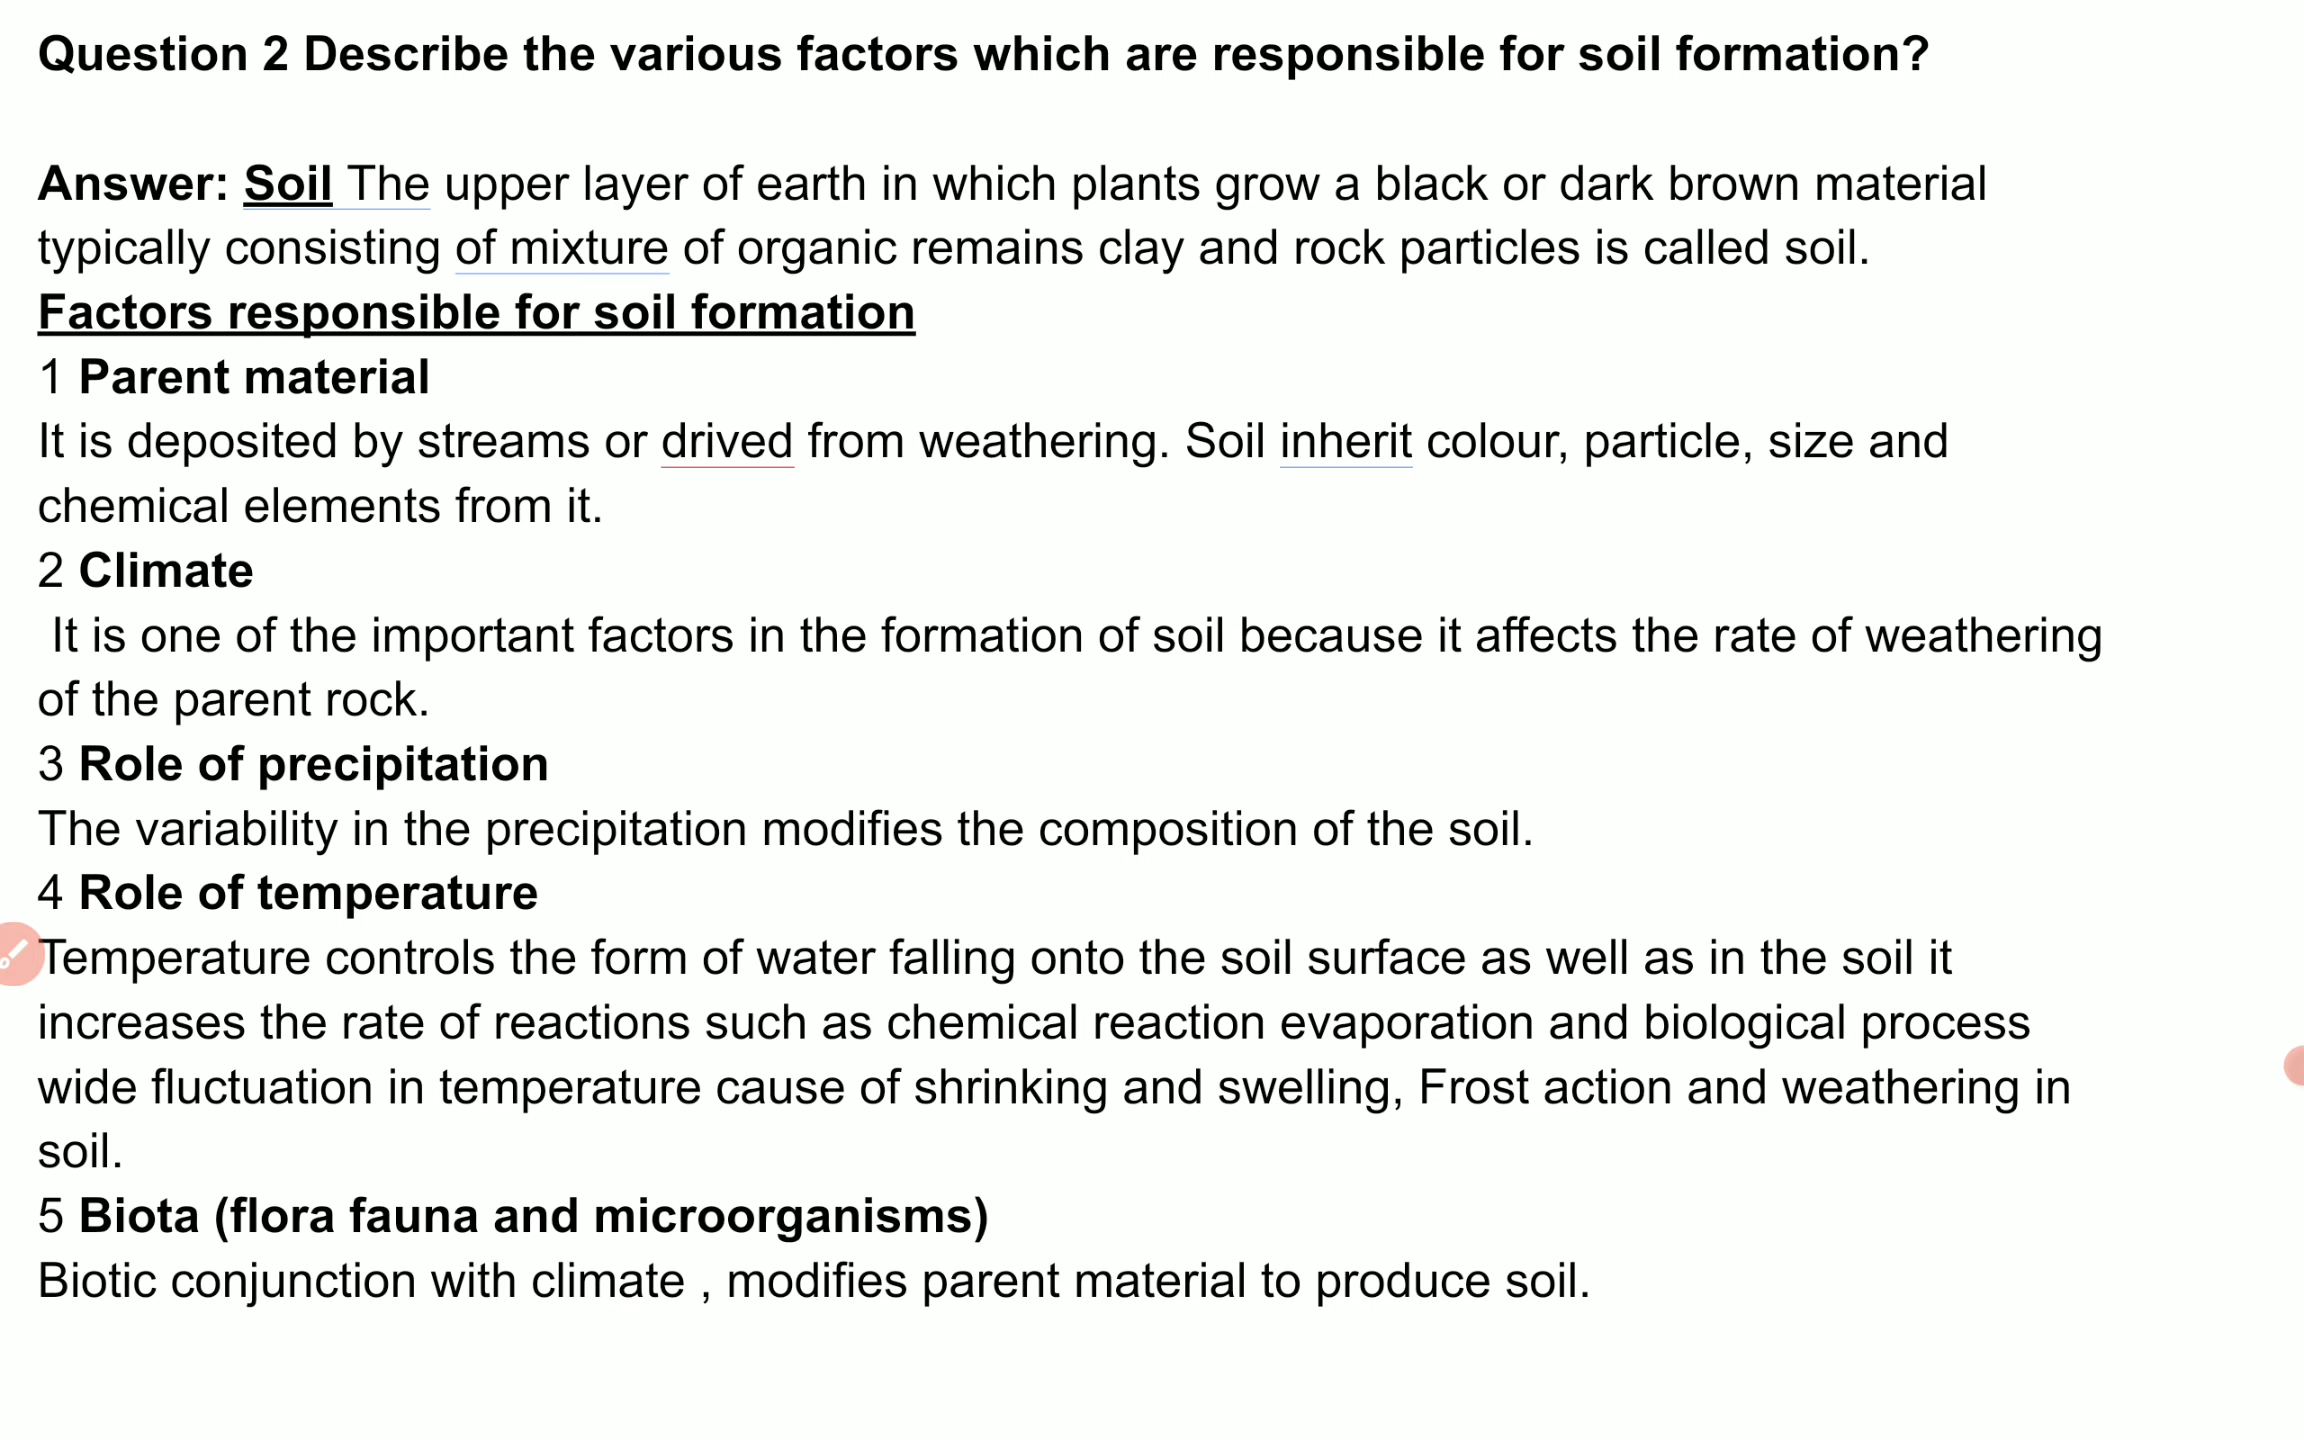 Question 2 Describe the various factors which are responsible for soil formation?
Answer: Soil The upper layer of earth in which plants grow a black or dark brown material
typically consisting of mixture of organic remains clay and rock particles is called soil.
Factors responsible for soil formation
1 Parent material
It is deposited by streams or drived from weathering. Soil inherit colour, particle, size and
chemical elements from it.
2 Climate
It is one of the important factors in the formation of soil because it affects the rate of weathering
of the parent rock.
3 Role of precipitation
The variability in the precipitation modifies the composition of the soil.
4 Role of temperature
Temperature controls the form of water falling onto the soil surface as well as in the soil it
increases the rate of reactions such as chemical reaction evaporation and biological process
wide fluctuation in temperature cause of shrinking and swelling, Frost action and weathering in
soil.
5 Biota (flora fauna and microorganisms)
Biotic conjunction with climate , modifies parent material to produce soil.